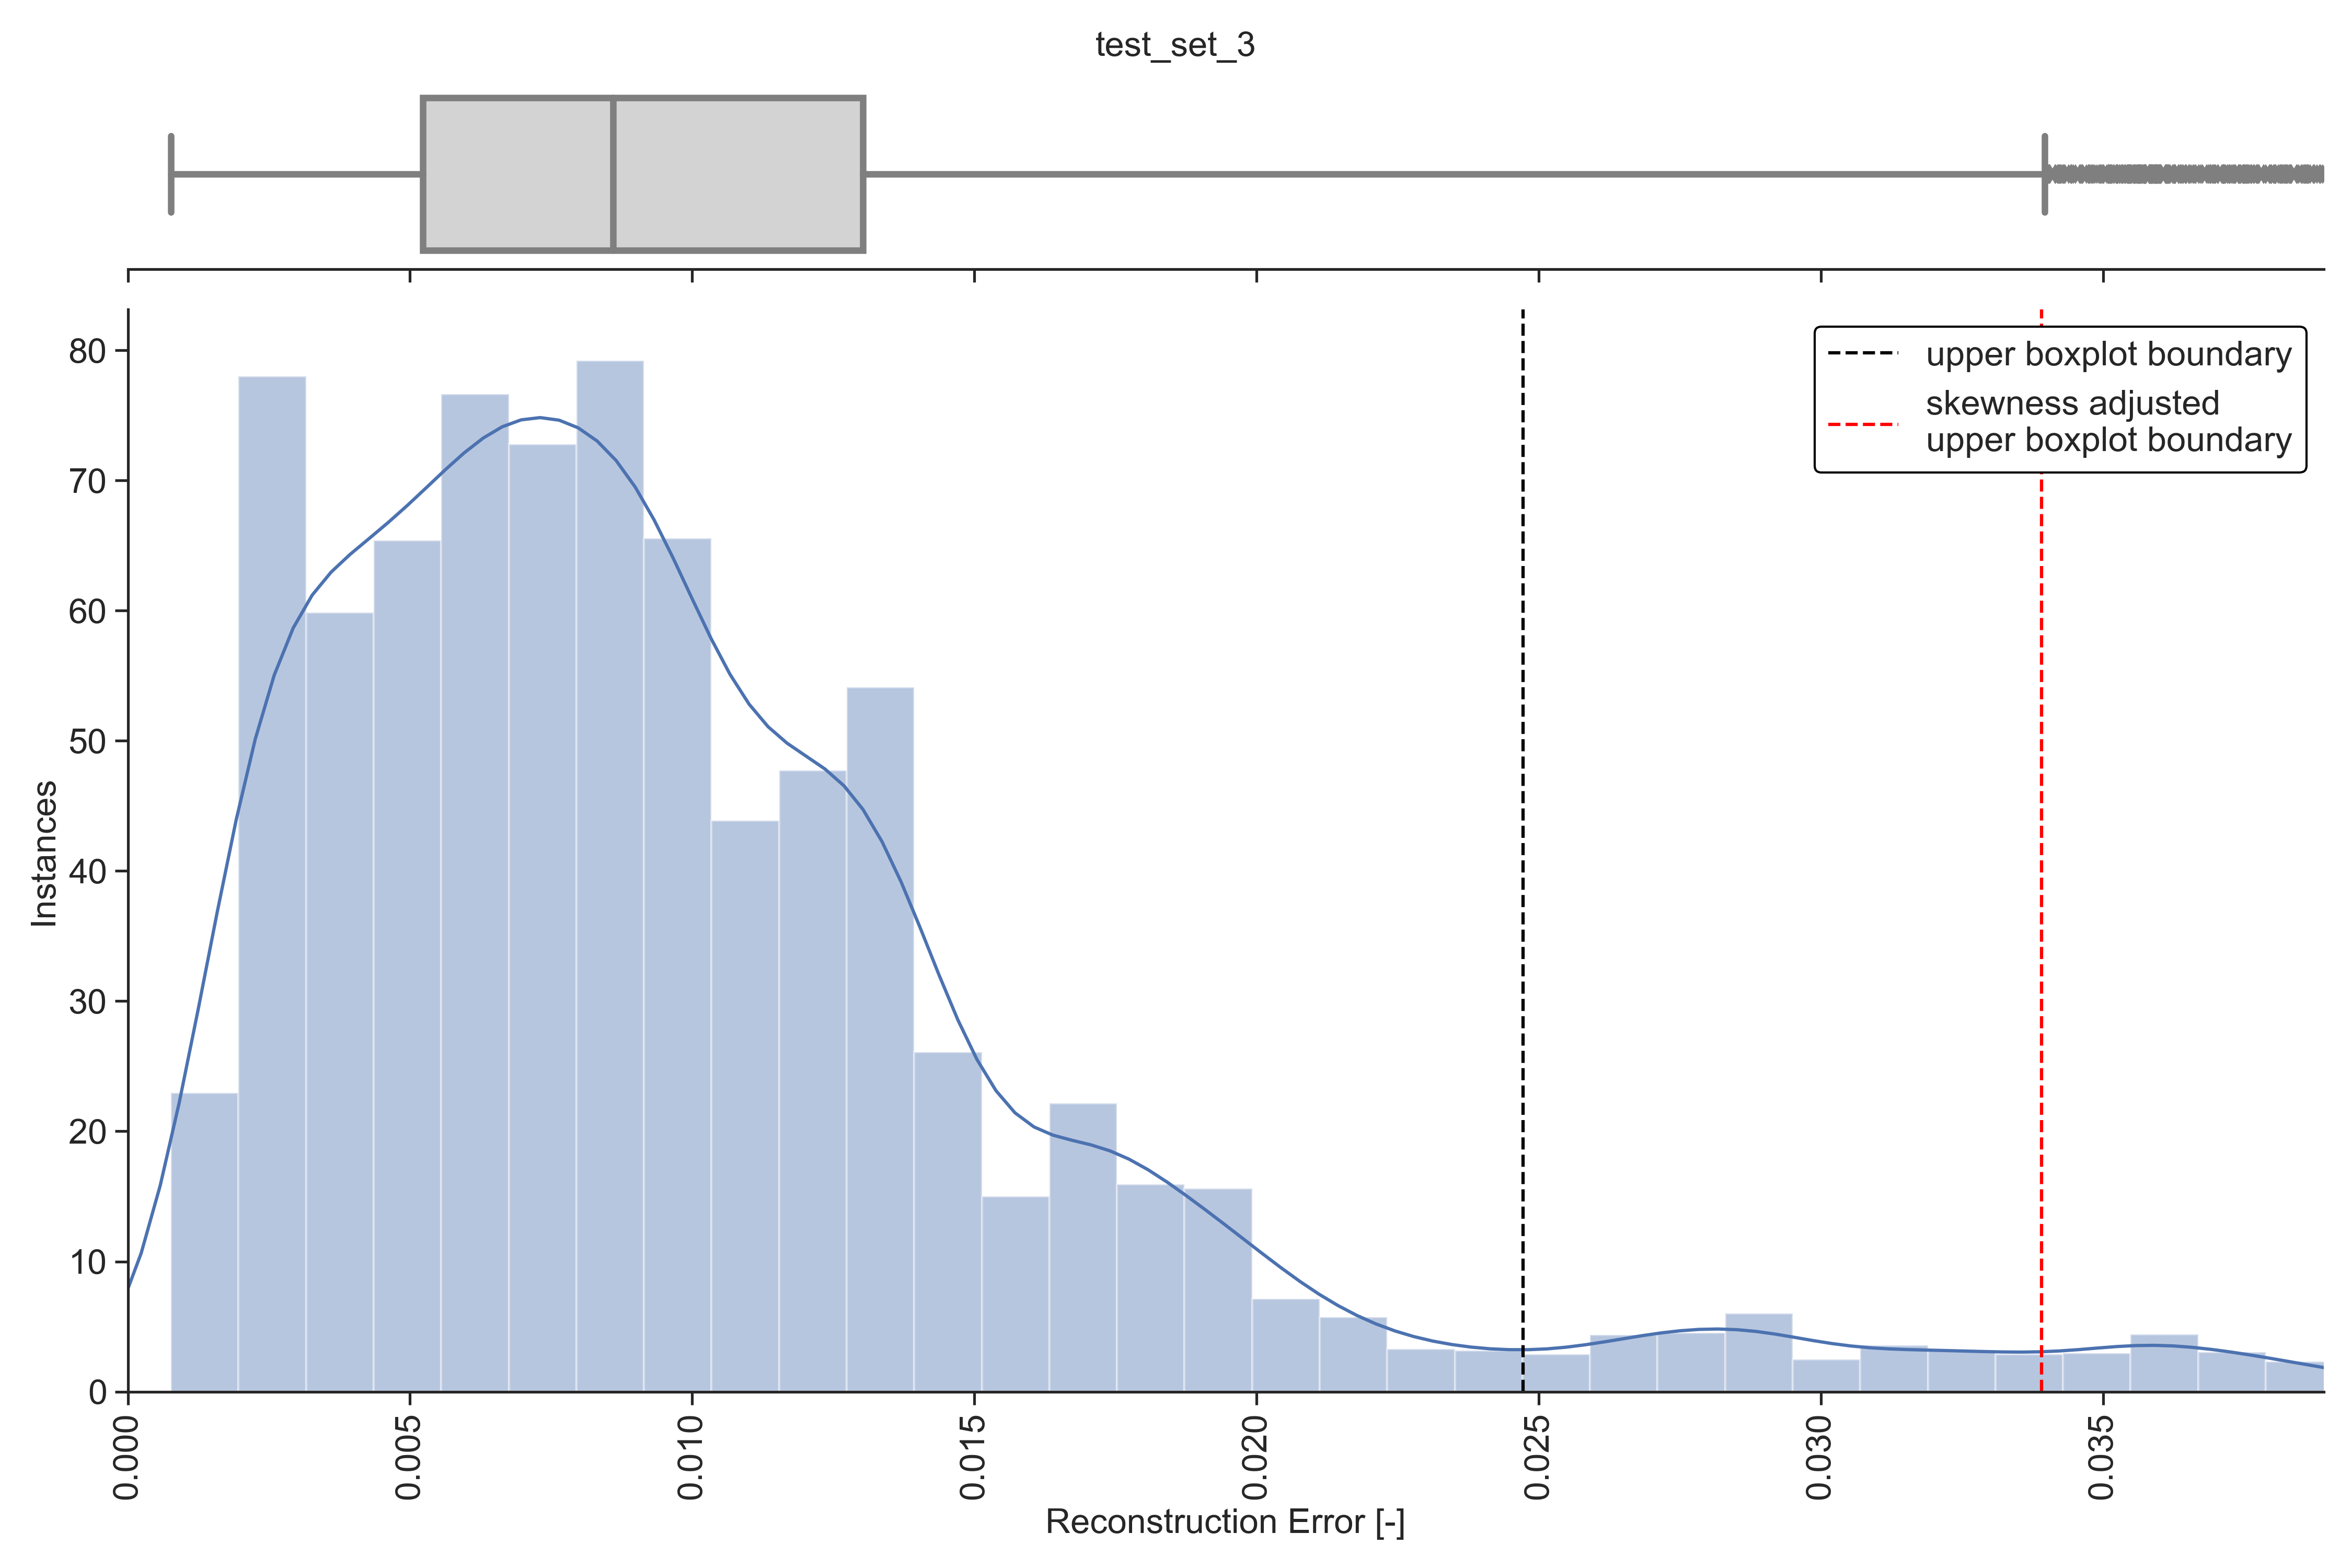 test_set_3
80
70
60
50
40
30
20
10
0
Instances
upper boxplot boundary
skewness adjusted
upper boxplot boundary
0.000
0.005
0.010
0.015
0.020
0.025
0.030
0.035
Reconstruction Error [-]